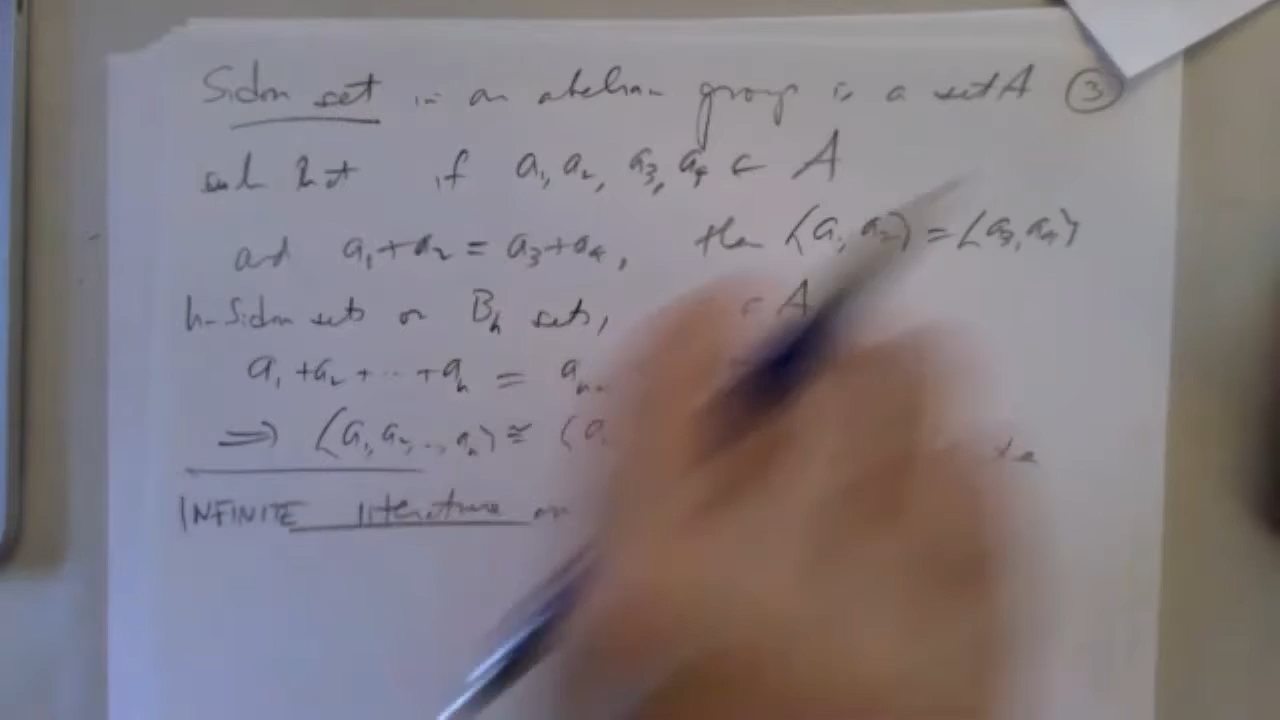 Sidon set in an abelian group is a set A ③
such that if a₁, a₂, a₃, a₄ ∈ A
and a₁+a₂ = a₃+a₄, then (a₁, a₂) = (a₃, a₄)
h-Sidon sets or Bₕ sets, ∈ A
a₁ + a₂ + ... + aₕ = a
⇒ (a₁, a₂, .., aₕ) ≅ (a
INFINITE literature on